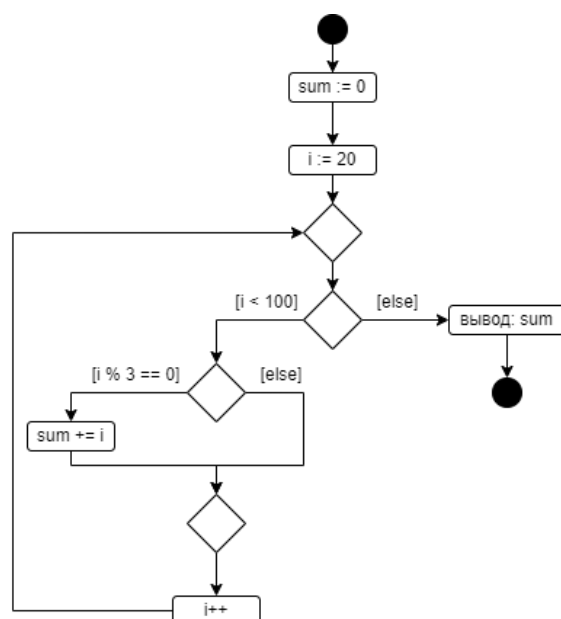 sum := 0
i := 20
[i < 100]
[else]
вывод: sum
[i % 3 == 0]
[else]
sum += i
i++